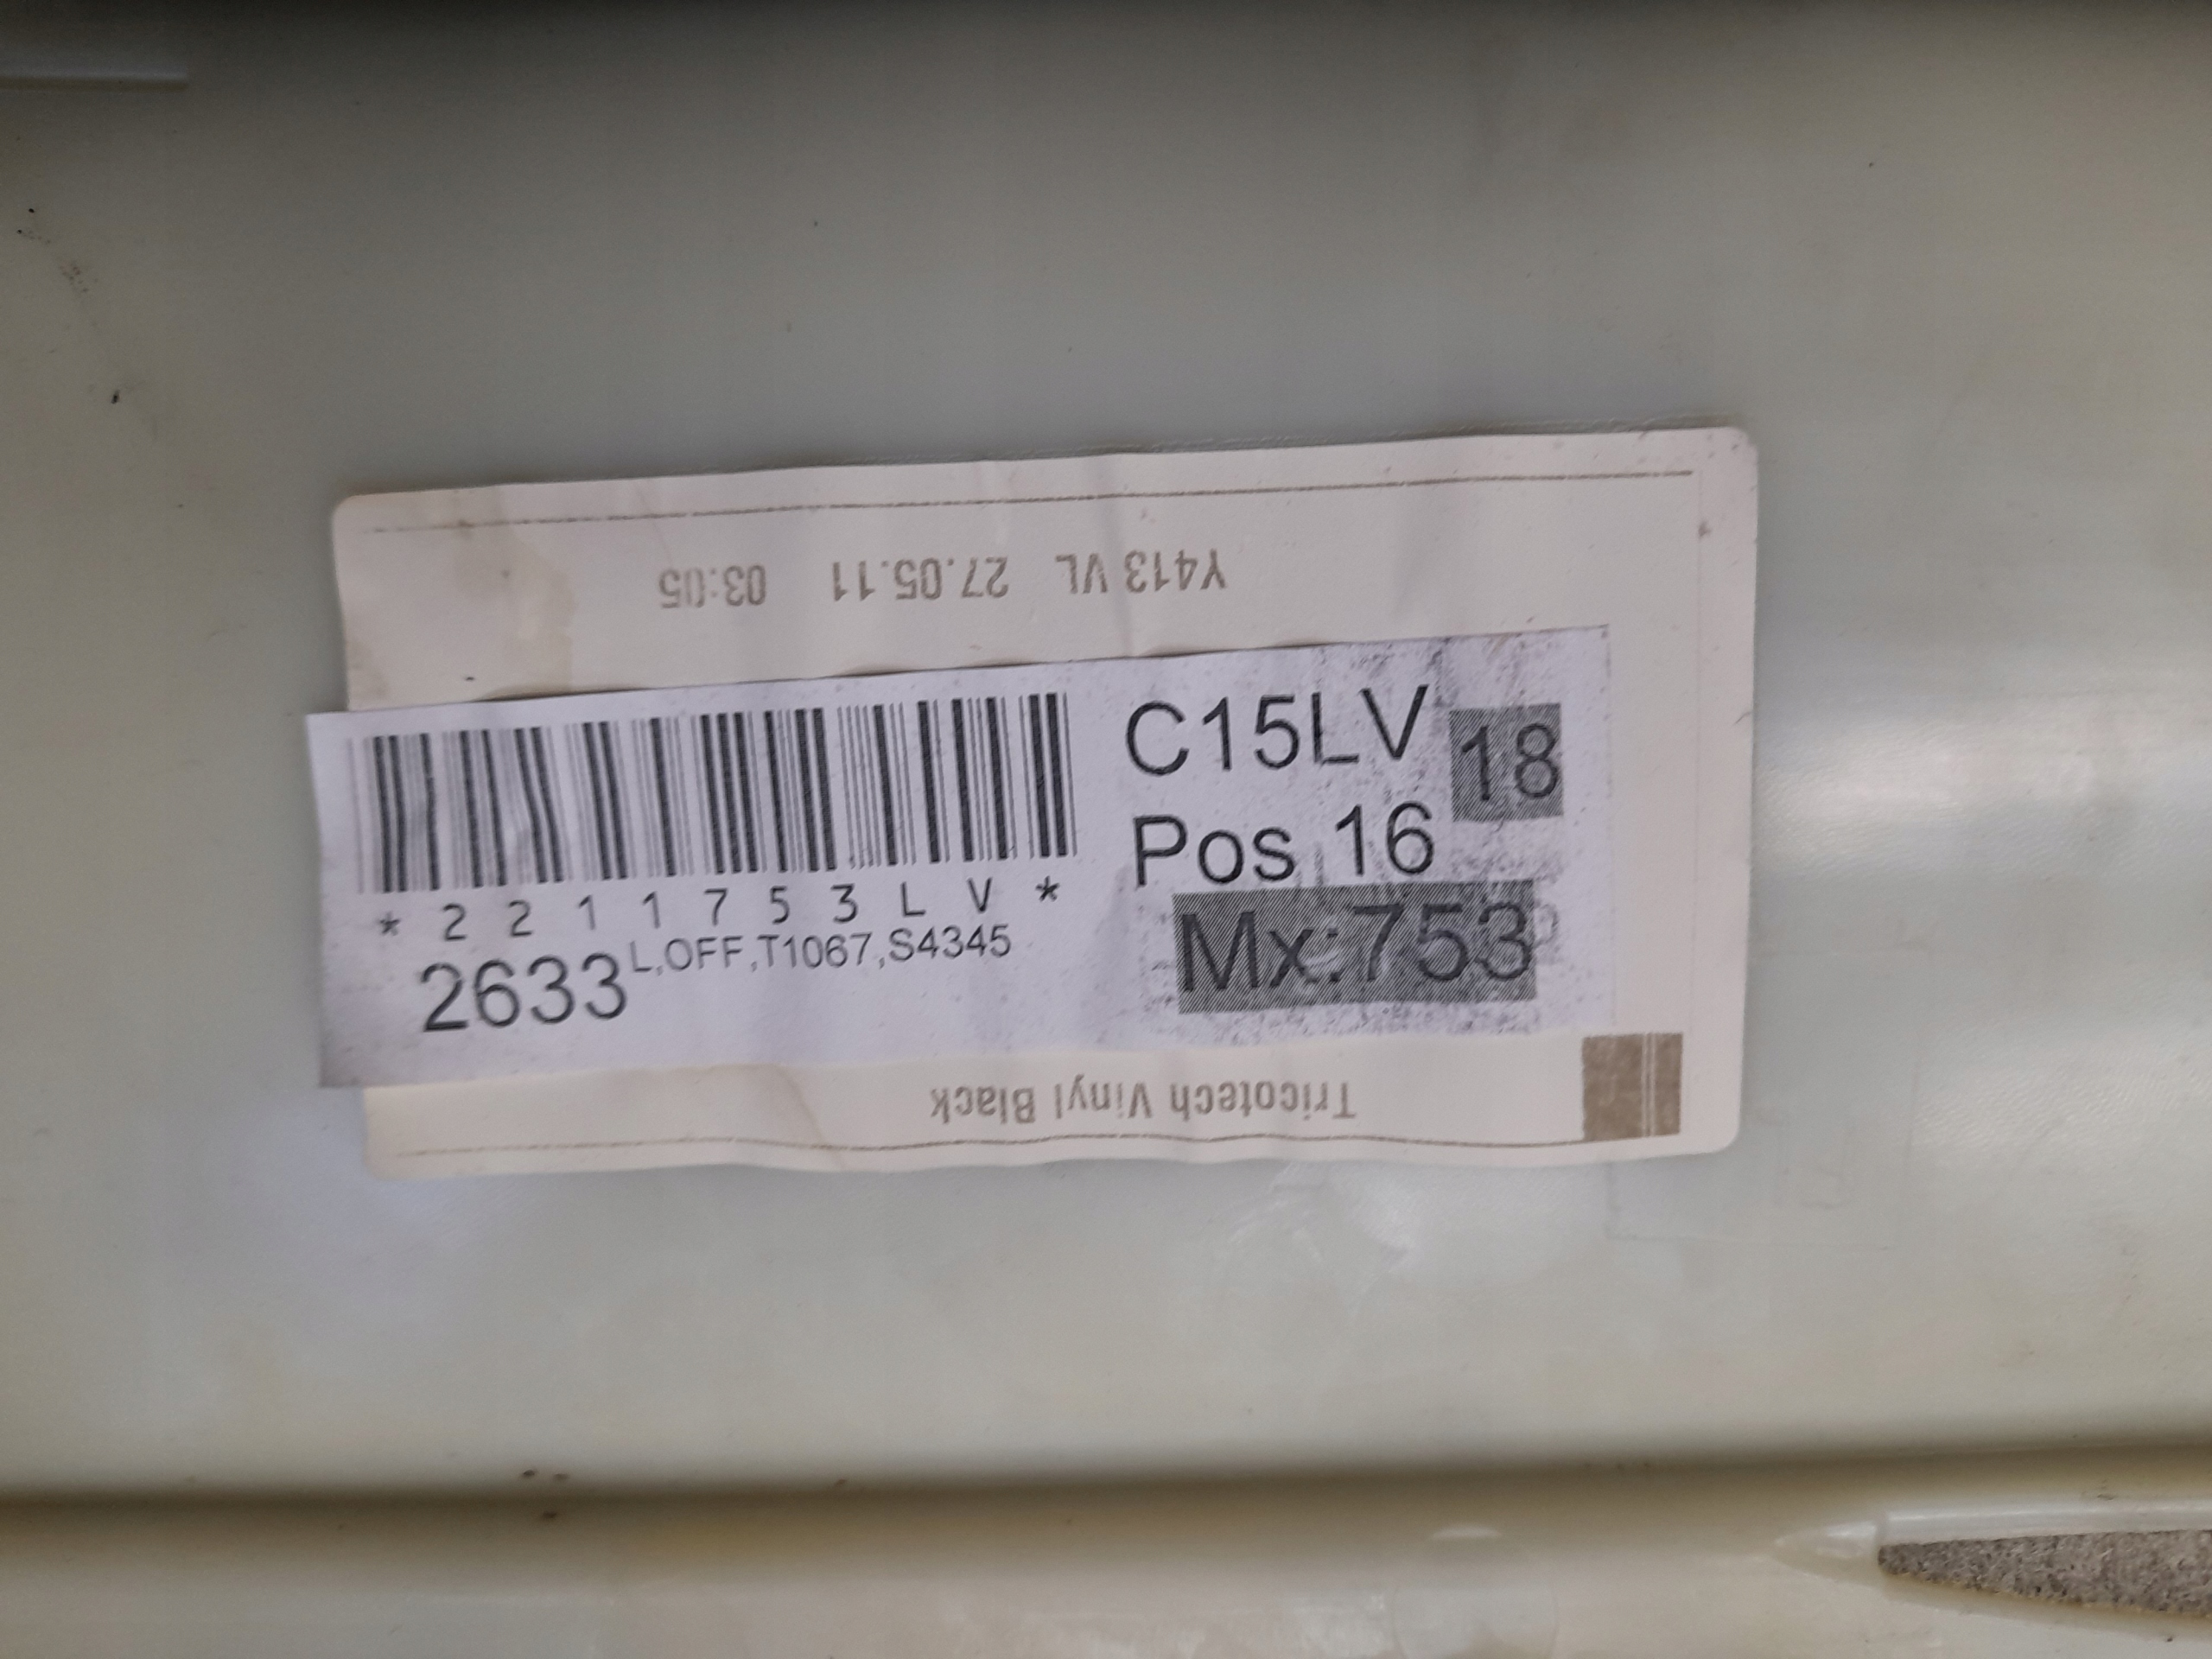 Y413 VL 27.05.11 03:05
C15LV 18
Pos 16
Mx:753
*2211753LV*
2633 L,OFF,T1067,S4345
Tricotech Vinyl Black